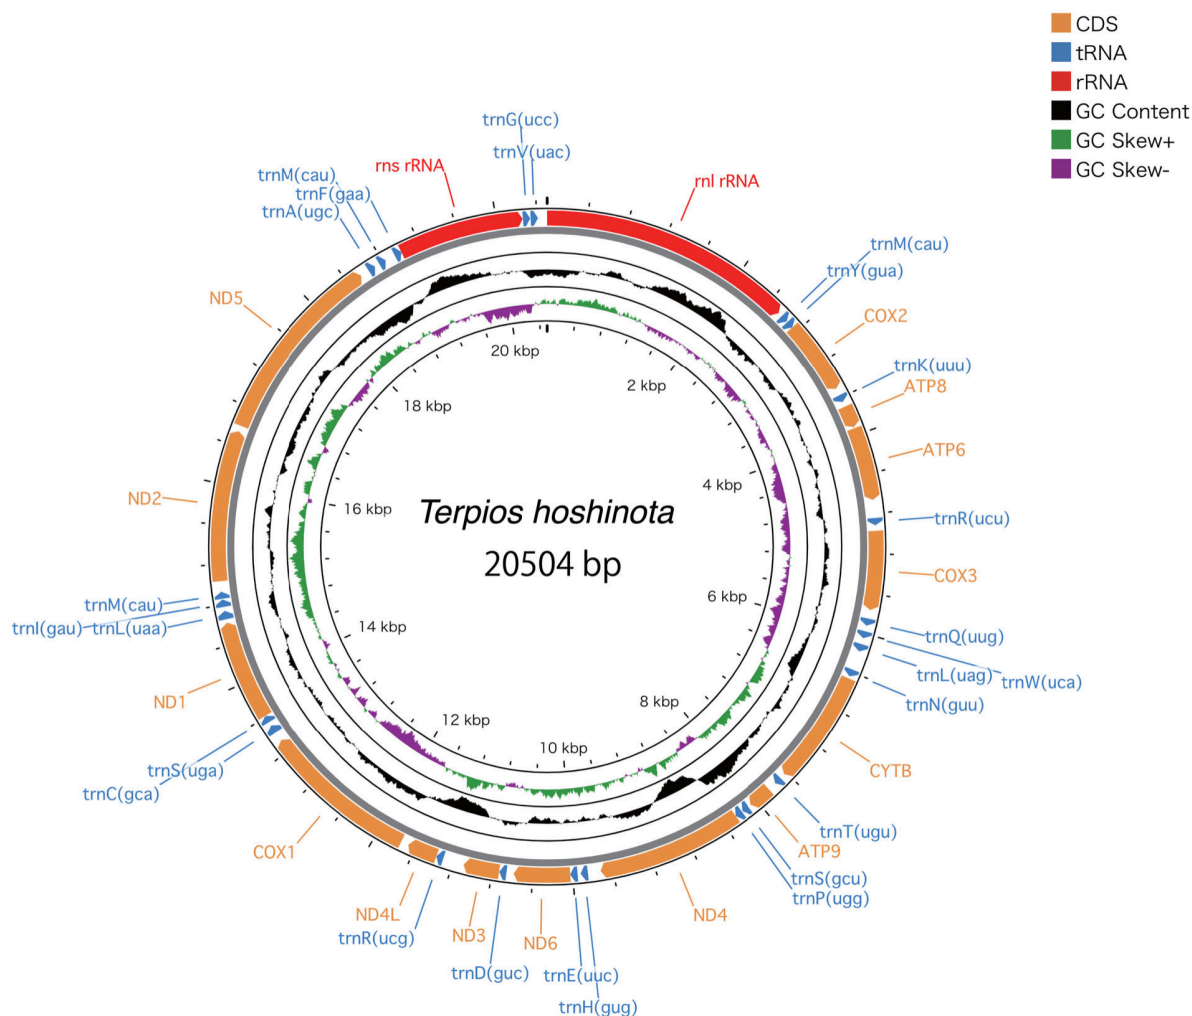 CDS
tRNA
rRNA
GC Content
GC Skew+
GC Skew-
trnG(ucc)
trnV(uac)
rns rRNA
rnl rRNA
trnM(cau)
trnF(gaa)
trnA(ugc)
trnM(cau)
trnY(gua)
ND5
COX2
trnK(uuu)
ATP8
ATP6
trnR(ucu)
COX3
trnQ(uug)
trnW(uca)
trnL(uag)
trnN(guu)
CYTB
trnT(ugu)
ATP9
trnS(gcu)
trnP(ugg)
ND4
trnH(gug)
trnE(uuc)
ND6
trnD(guc)
ND3
trnR(ucg)
ND4L
COX1
trnC(gca)
trnS(uga)
ND1
trnI(gau)
trnL(uaa)
trnM(cau)
ND2
20 kbp
2 kbp
4 kbp
6 kbp
8 kbp
10 kbp
12 kbp
14 kbp
16 kbp
18 kbp
Terpios hoshinota
20504 bp